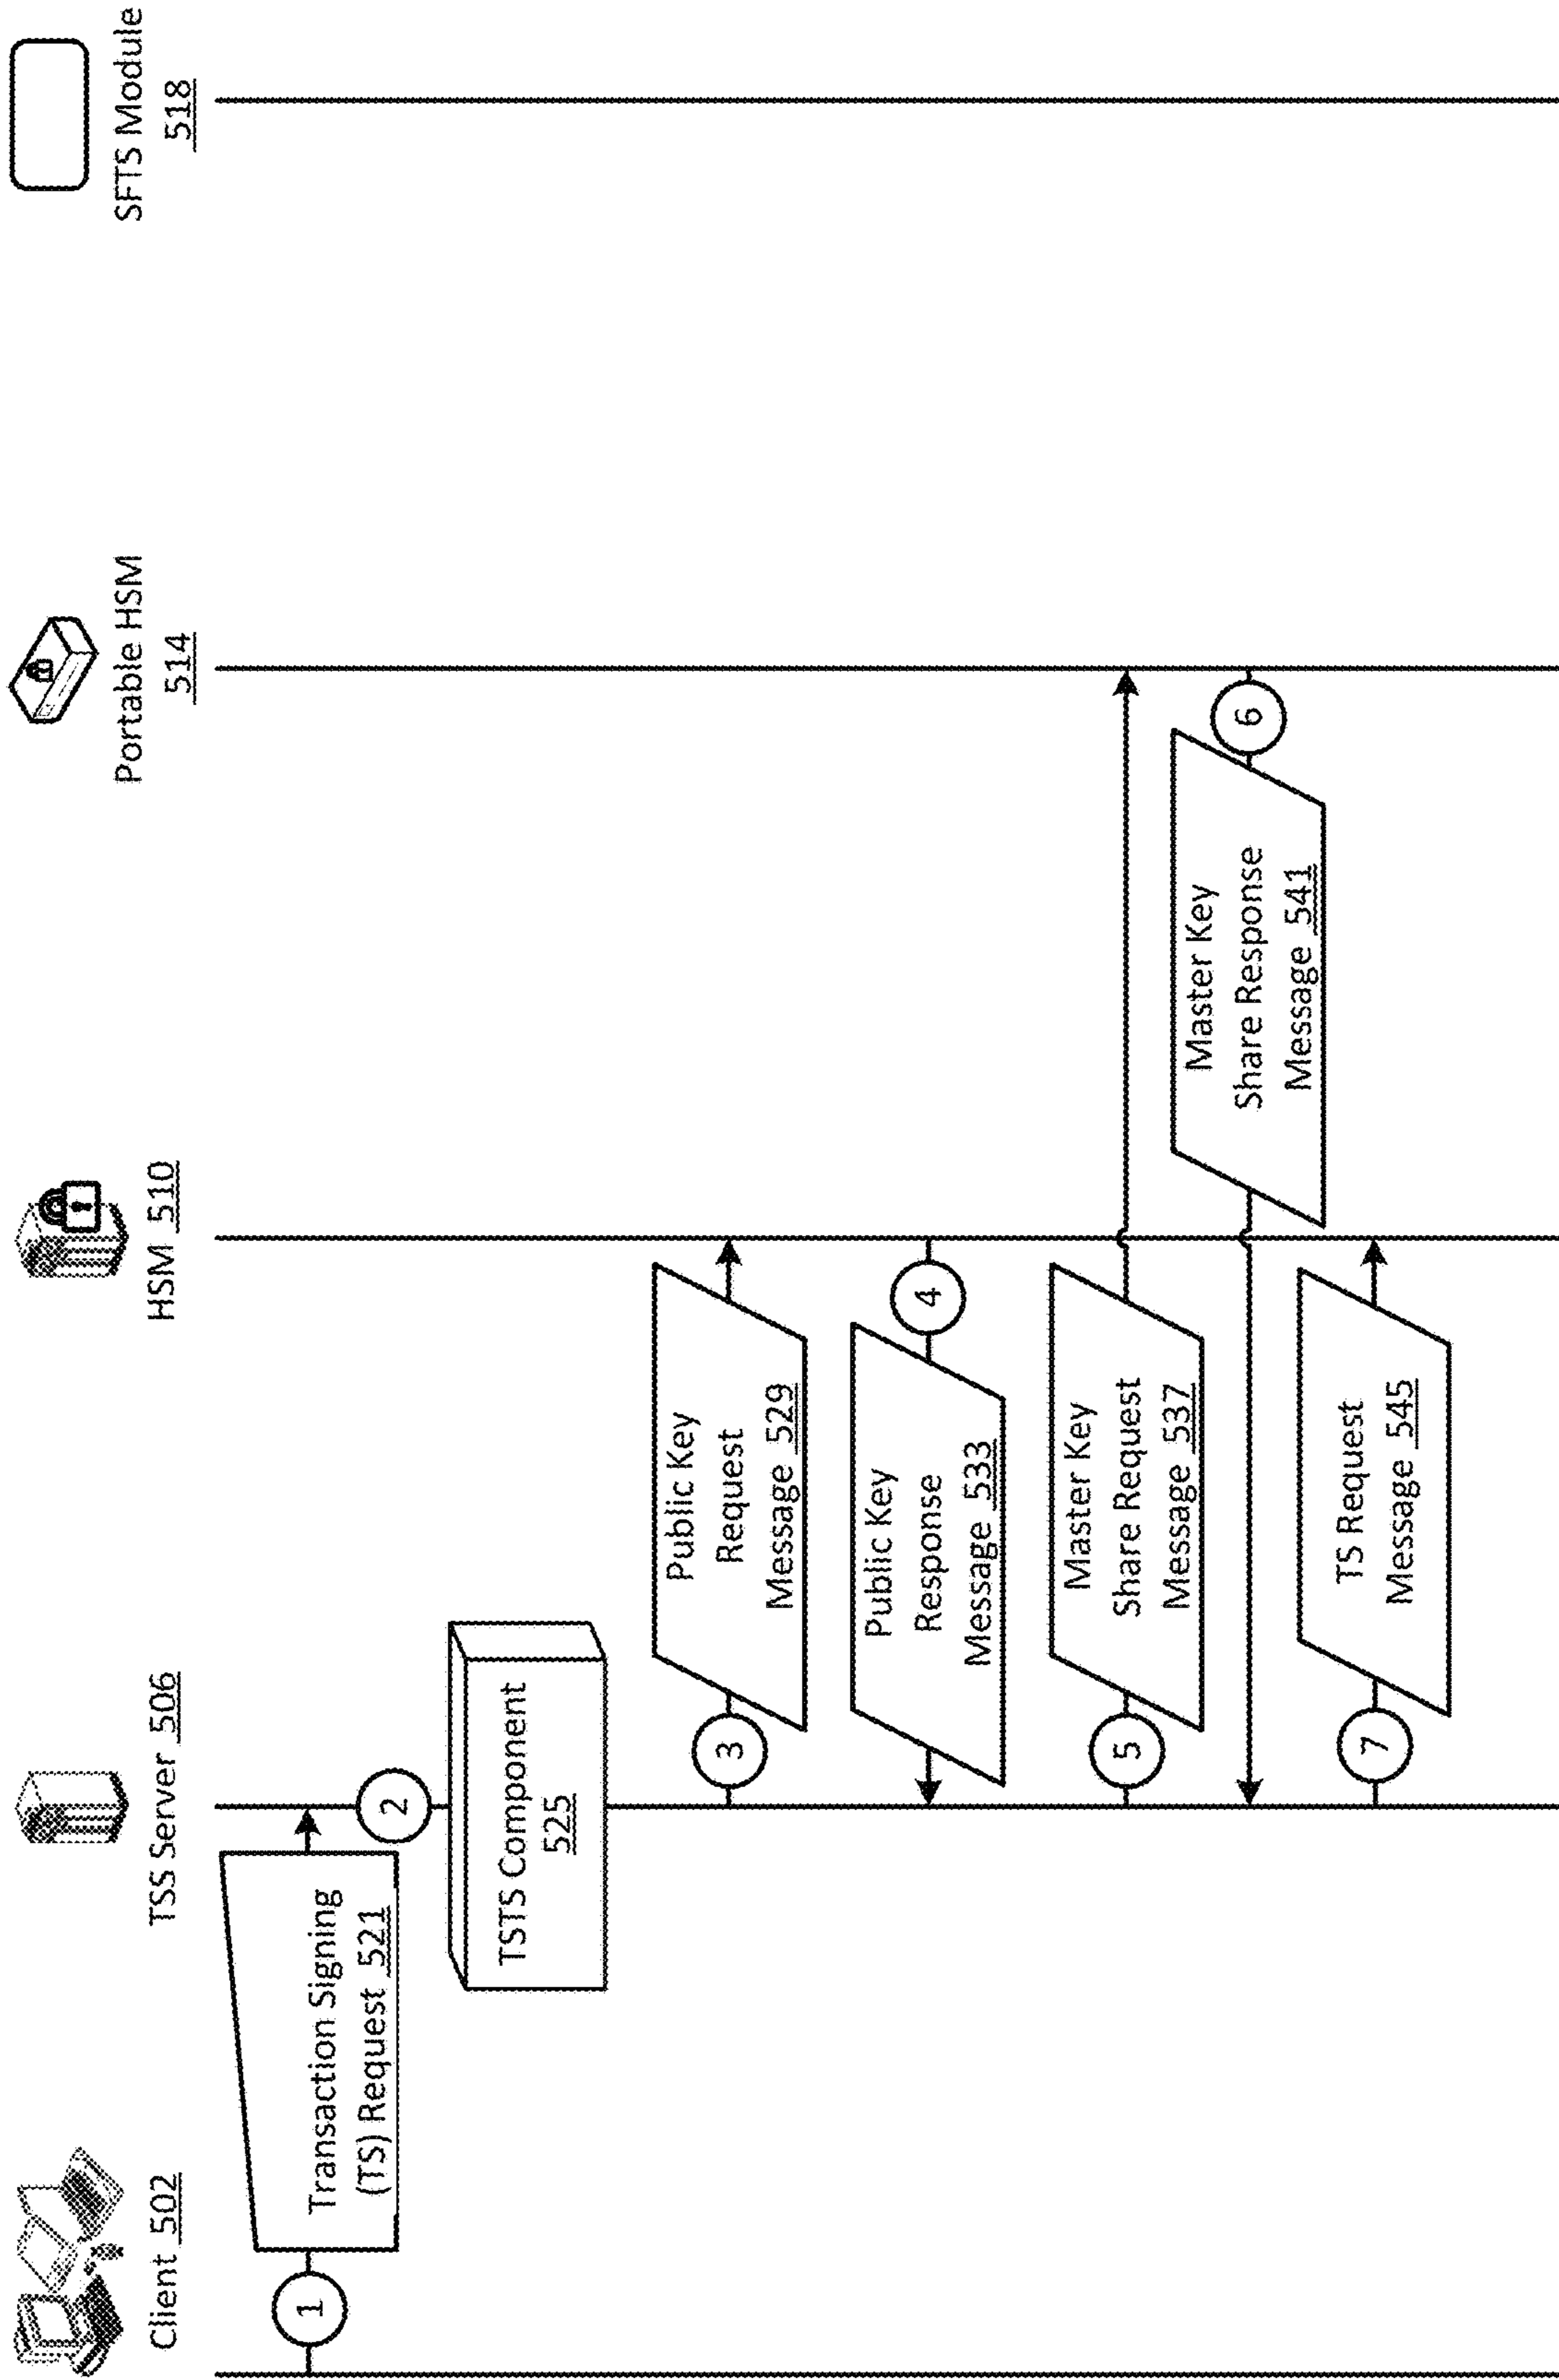 Client 502
TSS Server 506
HSM 510
Portable HSM
514
SFTS Module
518
1
Transaction Signing
(TS) Request 521
2
TSTS Component
525
3
Public Key
Request
Message 529
4
Public Key
Response
Message 533
5
Master Key
Share Request
Message 537
6
Master Key
Share Response
Message 541
7
TS Request
Message 545